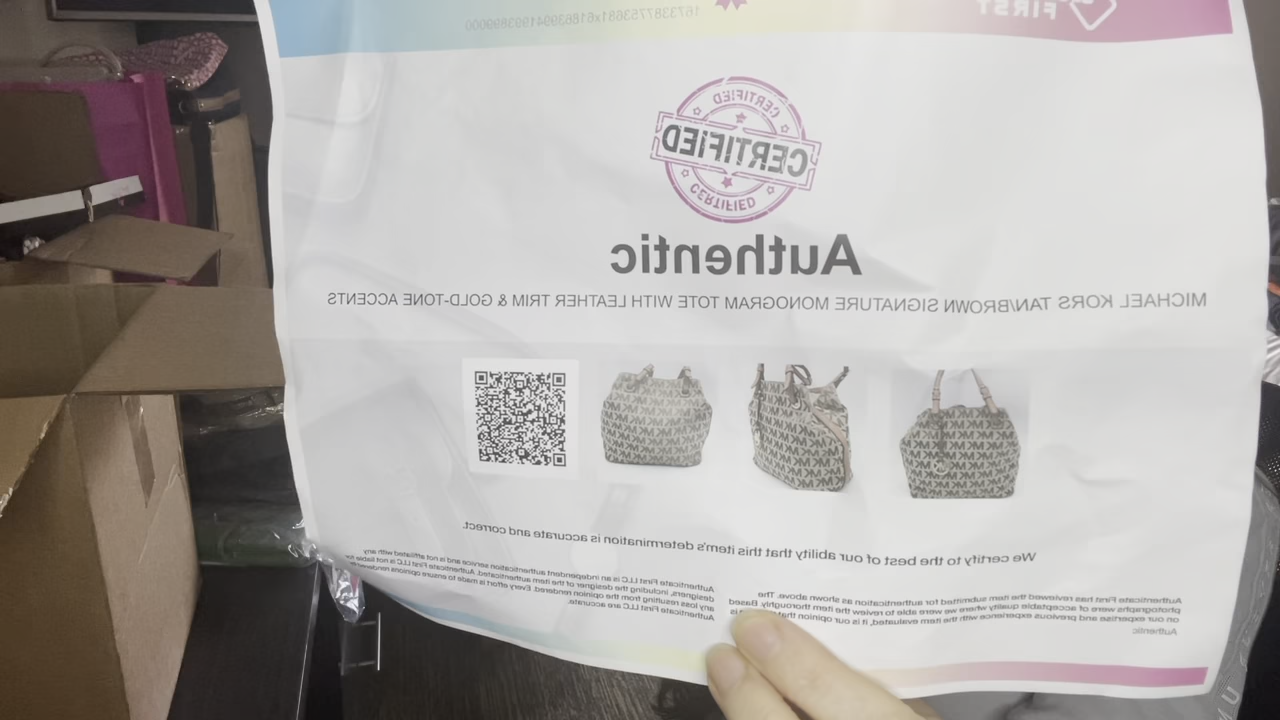 FIRST
1673387753681x618639941993899000
CERTIFIED
CERTIFIED
CERTIFIED
Authentic
MICHAEL KORS TAN/BROWN SIGNATURE MONOGRAM TOTE WITH LEATHER TRIM & GOLD-TONE ACCENTS
We certify to the best of our ability that this item's determination is accurate and correct.
Authenticate First has reviewed the item submitted for authentication as shown above. The
photographs were of acceptable quality where we were able to review the item thoroughly. Based
on our expertise and previous experience with the item evaluated, it is our opinion that is
Authentic
Authenticate First LLC is an independent authentication service and is not affiliated with any
designers, including the designer of the item authenticated. Authenticate First LLC is not liable for
any loss resulting from the opinion rendered. Every effort is made to ensure opinions rendered by
Authenticate First LLC are accurate.